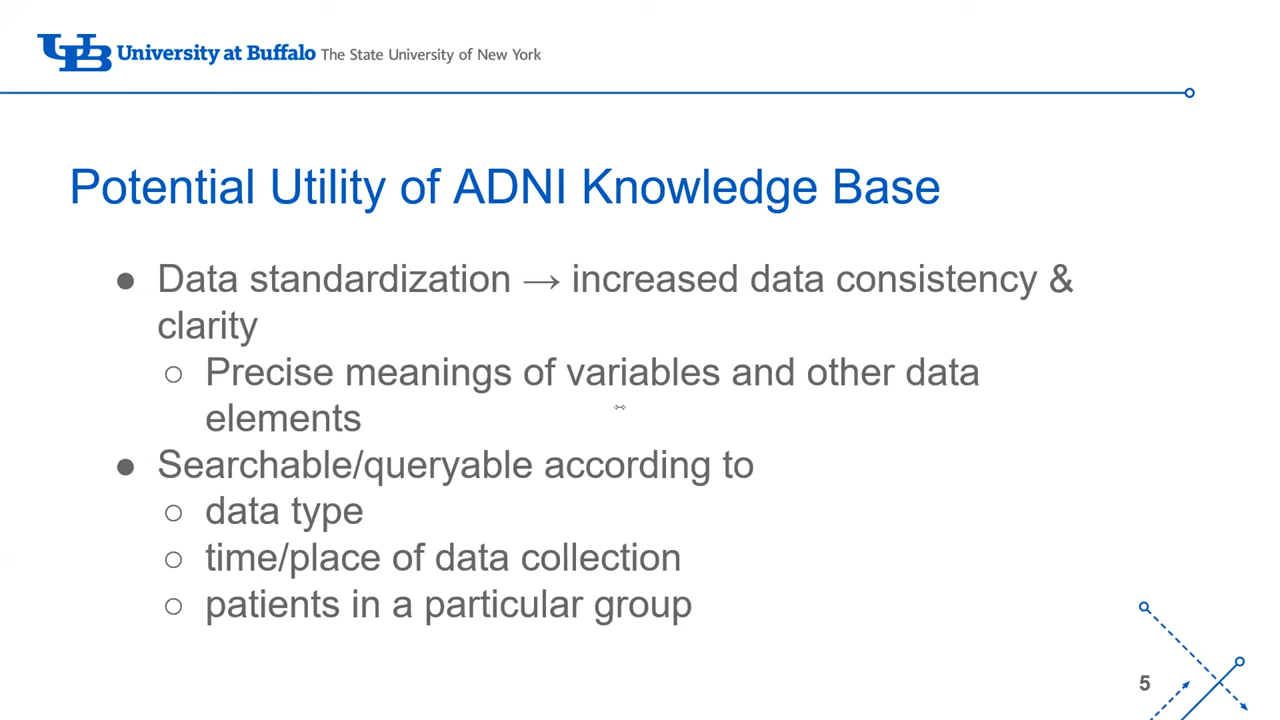 UB University at Buffalo The State University of New York
Potential Utility of ADNI Knowledge Base
● Data standardization → increased data consistency &
clarity
○ Precise meanings of variables and other data
elements
● Searchable/queryable according to
○ data type
○ time/place of data collection
○ patients in a particular group
5